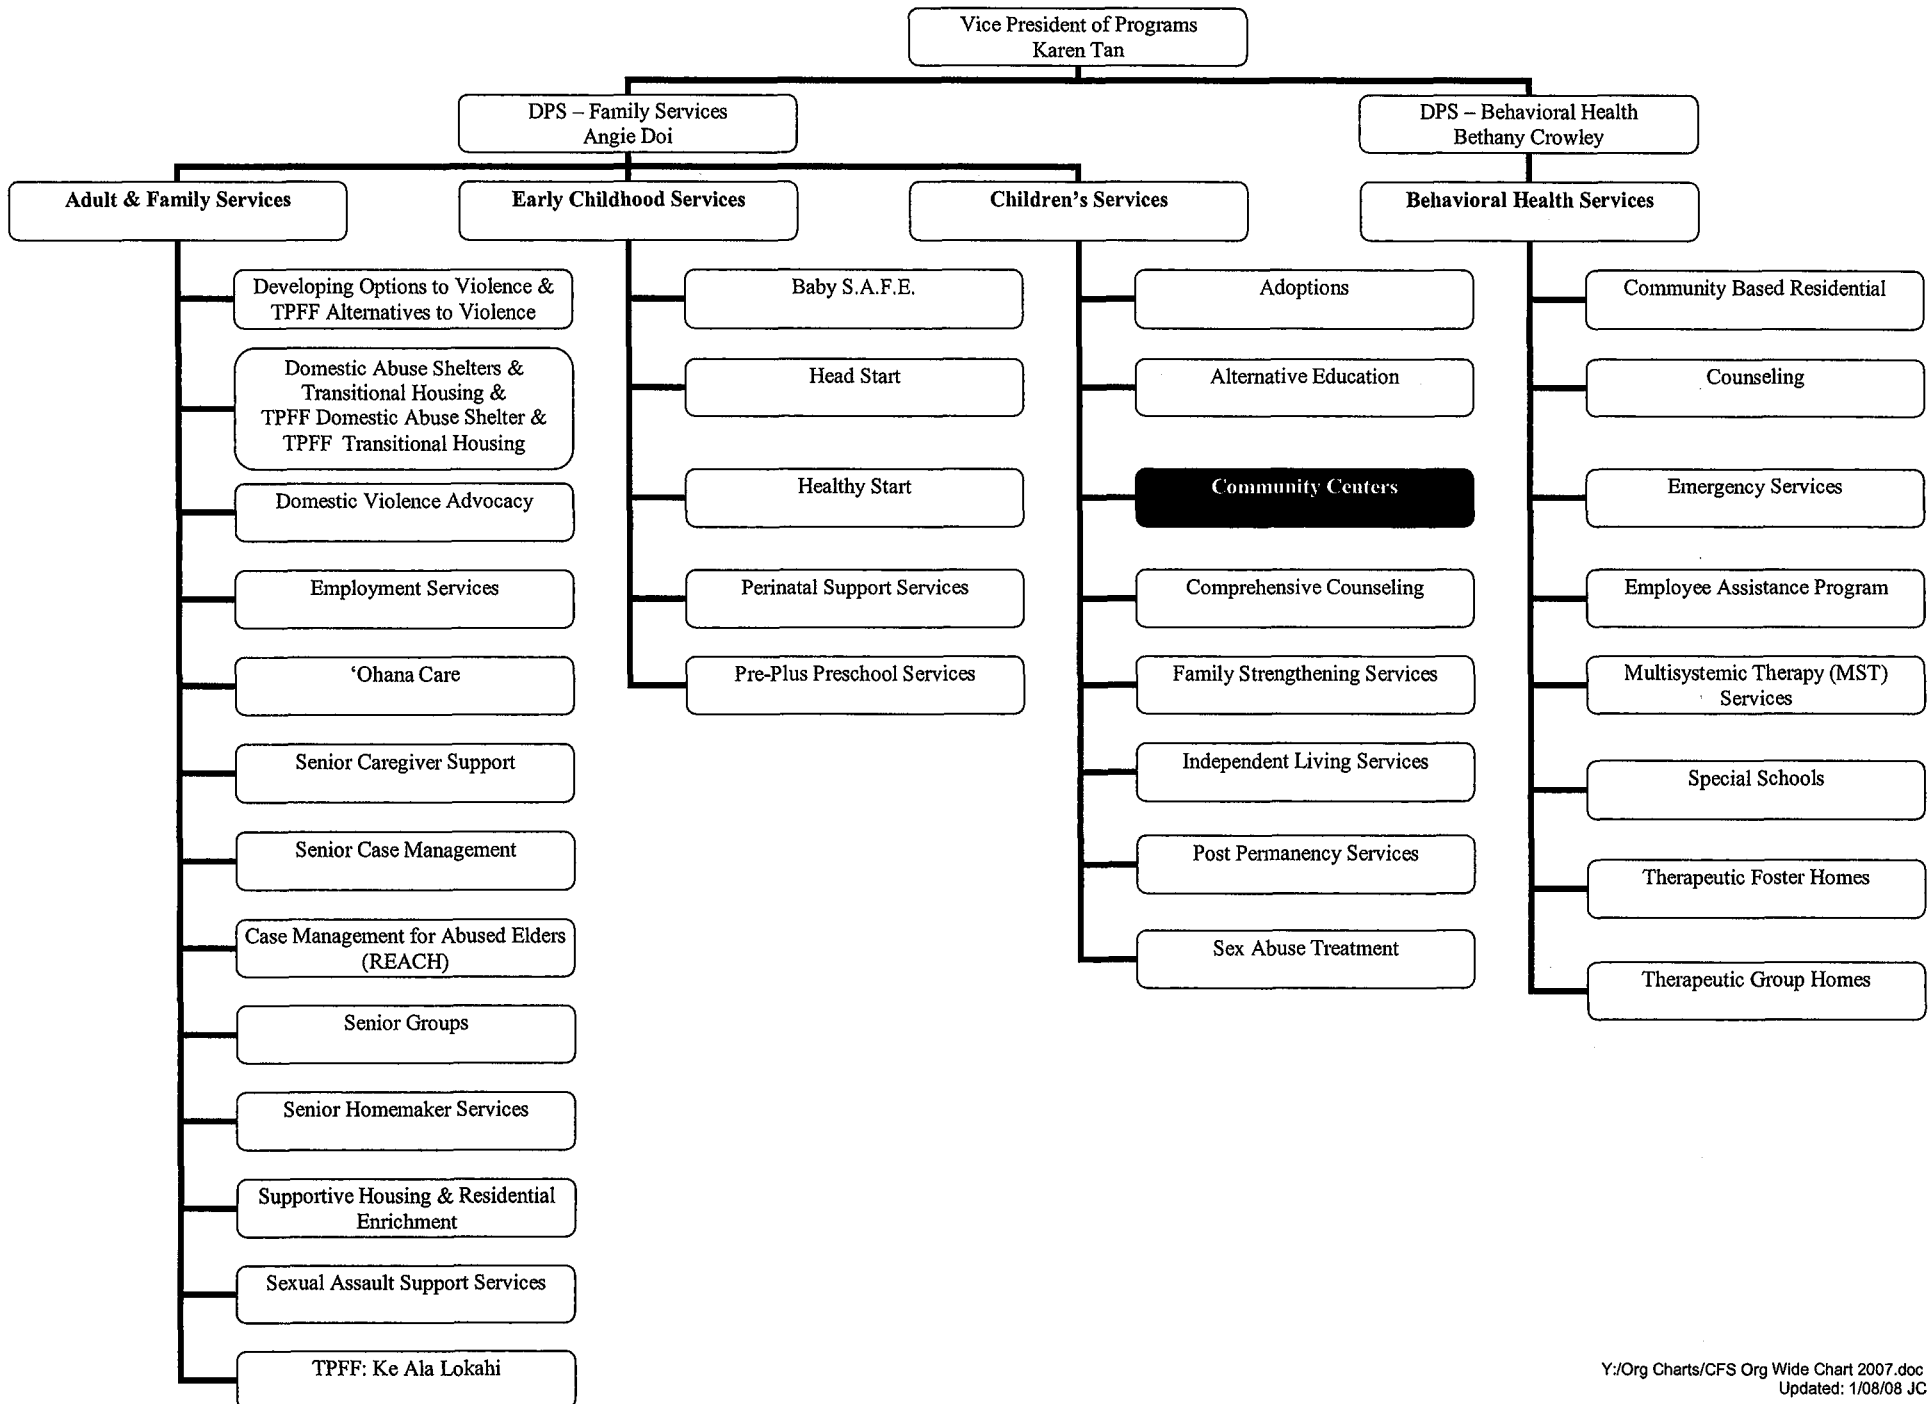 Vice President of Programs
Karen Tan
DPS – Family Services
Angie Doi
DPS – Behavioral Health
Bethany Crowley
Adult & Family Services
Early Childhood Services
Children's Services
Behavioral Health Services
Developing Options to Violence &
TPFF Alternatives to Violence
Domestic Abuse Shelters &
Transitional Housing &
TPFF Domestic Abuse Shelter &
TPFF Transitional Housing
Domestic Violence Advocacy
Employment Services
‘Ohana Care
Senior Caregiver Support
Senior Case Management
Case Management for Abused Elders
(REACH)
Senior Groups
Senior Homemaker Services
Supportive Housing & Residential
Enrichment
Sexual Assault Support Services
TPFF: Ke Ala Lokahi
Baby S.A.F.E.
Head Start
Healthy Start
Perinatal Support Services
Pre-Plus Preschool Services
Adoptions
Alternative Education
Community Centers
Comprehensive Counseling
Family Strengthening Services
Independent Living Services
Post Permanency Services
Sex Abuse Treatment
Community Based Residential
Counseling
Emergency Services
Employee Assistance Program
Multisystemic Therapy (MST)
Services
Special Schools
Therapeutic Foster Homes
Therapeutic Group Homes
Y:/Org Charts/CFS Org Wide Chart 2007.doc
Updated: 1/08/08 JC